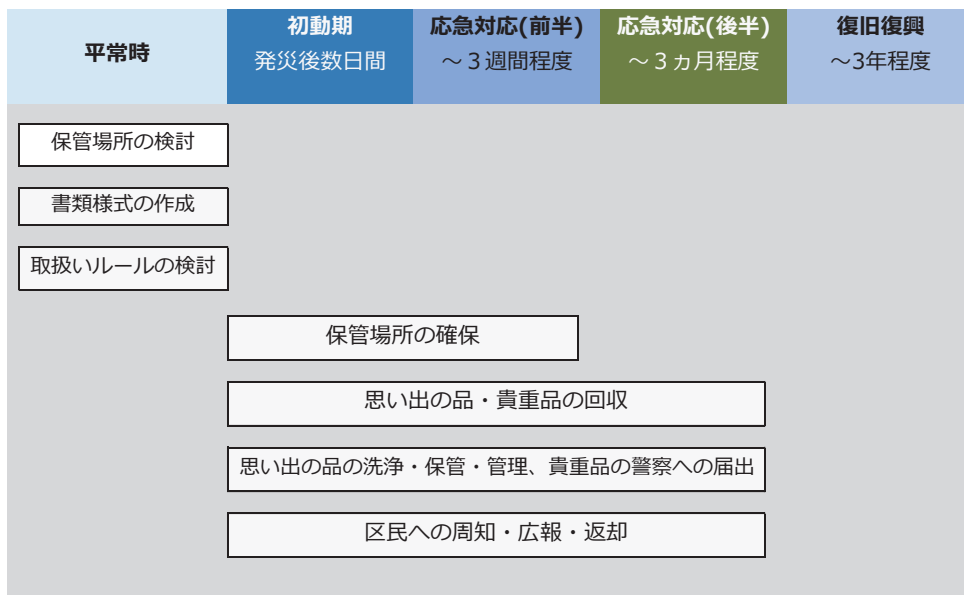 平常時
初動期
発災後数日間
応急対応(前半)
～３週間程度
応急対応(後半)
～３ヵ月程度
復旧復興
～3年程度
保管場所の検討
書類様式の作成
取扱いルールの検討
保管場所の確保
思い出の品・貴重品の回収
思い出の品の洗浄・保管・管理、貴重品の警察への届出
区民への周知・広報・返却